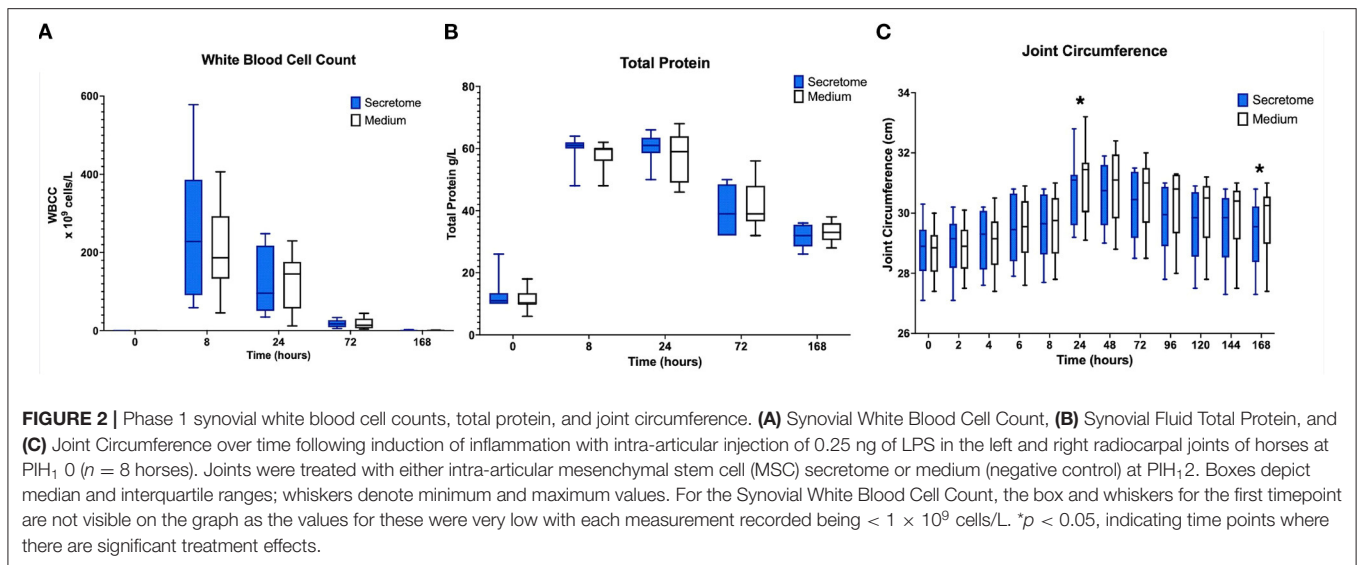 A
White Blood Cell Count
Secretome
Medium
600
400
200
0
WBCC
x 10⁹ cells/L
0 8 24 72 168
Time (hours)
B
Total Protein
Secretome
Medium
80
60
40
20
0
Total Protein g/L
0 8 24 72 168
Time (hours)
C
Joint Circumference
Secretome
Medium
34
32
30
28
26
Joint Circumference (cm)
* *
0 2 4 6 8 24 48 72 96 120 144 168
Time (hours)
FIGURE 2 | Phase 1 synovial white blood cell counts, total protein, and joint circumference. (A) Synovial White Blood Cell Count, (B) Synovial Fluid Total Protein, and
(C) Joint Circumference over time following induction of inflammation with intra-articular injection of 0.25 ng of LPS in the left and right radiocarpal joints of horses at
PIH₁ 0 (n = 8 horses). Joints were treated with either intra-articular mesenchymal stem cell (MSC) secretome or medium (negative control) at PIH₁2. Boxes depict
median and interquartile ranges; whiskers denote minimum and maximum values. For the Synovial White Blood Cell Count, the box and whiskers for the first timepoint
are not visible on the graph as the values for these were very low with each measurement recorded being < 1 × 10⁹ cells/L. *p < 0.05, indicating time points where
there are significant treatment effects.